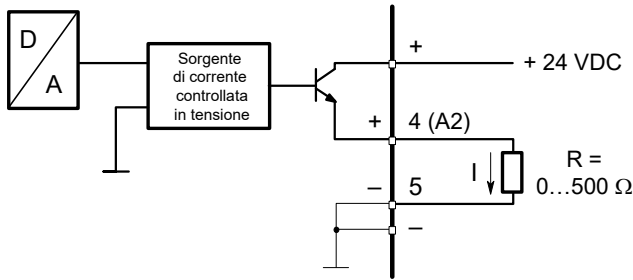 D
A
Sorgente
di corrente
controllata
in tensione
+
+ 24 VDC
+
4 (A2)
I
R =
0…500 Ω
–
5
–